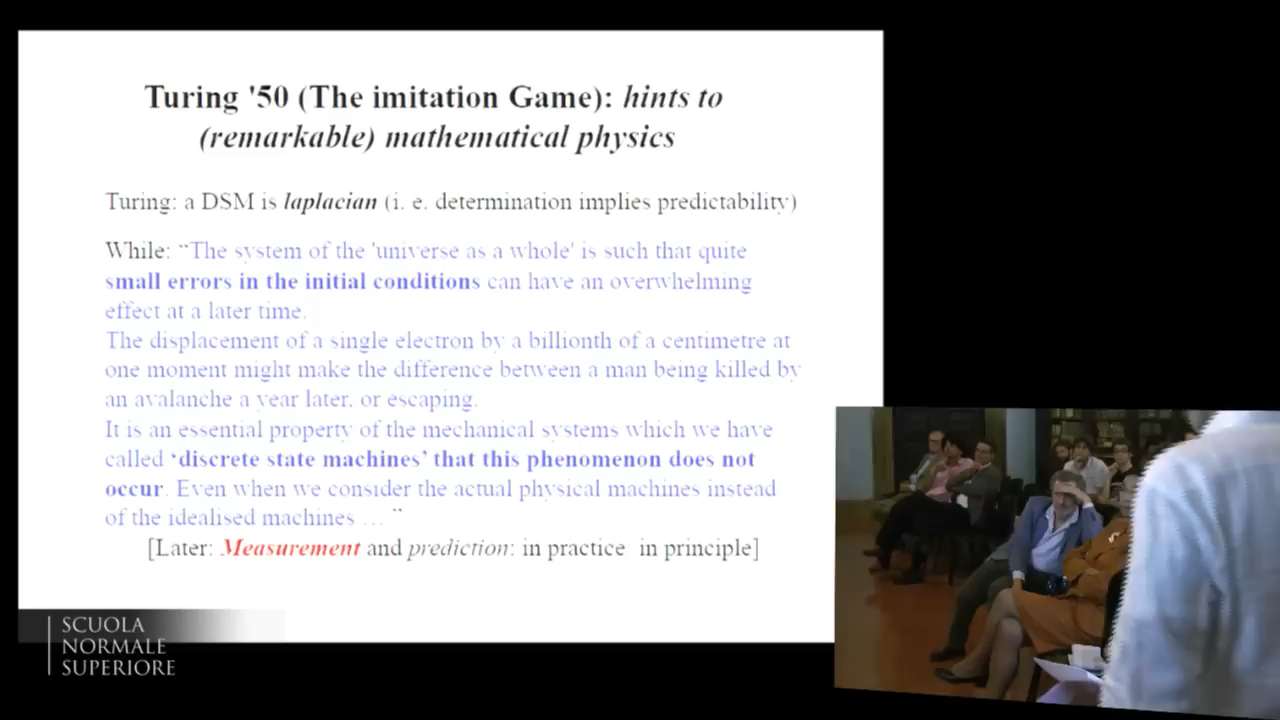 Turing '50 (The imitation Game): hints to
(remarkable) mathematical physics
Turing: a DSM is laplacian (i. e. determination implies predictability)
While: “The system of the 'universe as a whole' is such that quite
small errors in the initial conditions can have an overwhelming
effect at a later time.
The displacement of a single electron by a billionth of a centimetre at
one moment might make the difference between a man being killed by
an avalanche a year later, or escaping.
It is an essential property of the mechanical systems which we have
called ‘discrete state machines’ that this phenomenon does not
occur. Even when we consider the actual physical machines instead
of the idealised machines … ”
[Later: Measurement and prediction: in practice in principle]
SCUOLA
NORMALE
SUPERIORE